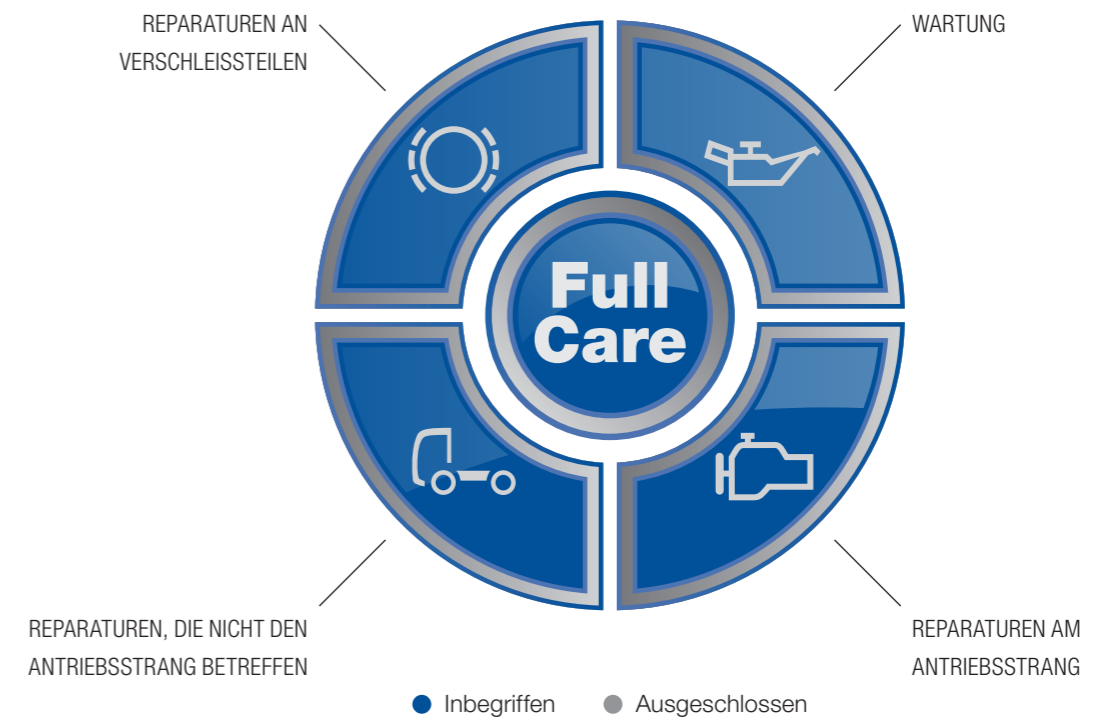 REPARATUREN AN
VERSCHLEISSTEILEN
WARTUNG
Full
Care
REPARATUREN, DIE NICHT DEN
ANTRIEBSSTRANG BETREFFEN
REPARATUREN AM
ANTRIEBSSTRANG
Inbegriffen
Ausgeschlossen